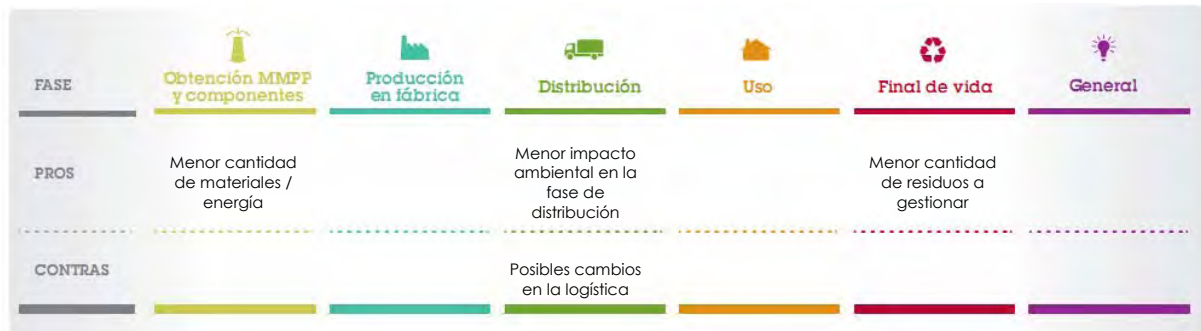 FASE
Obtención MMPP
y componentes
Producción
en fábrica
Distribución
Uso
Final de vida
General
PROS
Menor cantidad
de materiales /
energía
Menor impacto
ambiental en la
fase de
distribución
Menor cantidad
de residuos a
gestionar
CONTRAS
Posibles cambios
en la logística